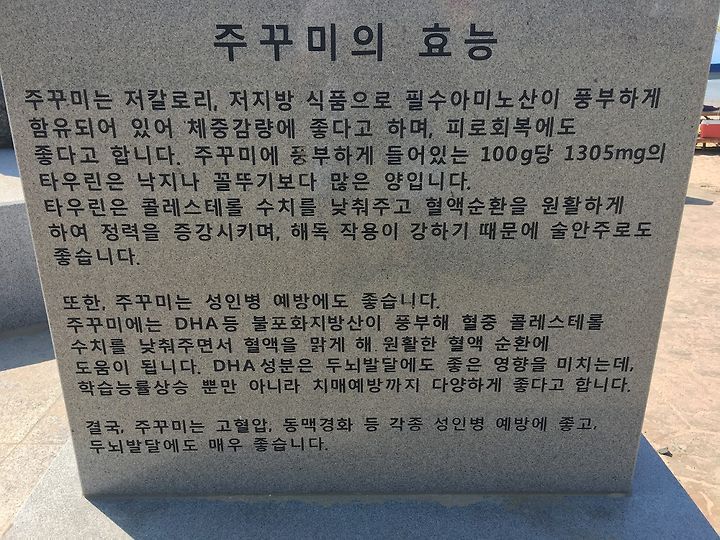 주꾸미의 효능
주꾸미는 저칼로리, 저지방 식품으로 필수아미노산이 풍부하게
함유되어 있어 체중감량에 좋다고 하며, 피로회복에도
좋다고 합니다. 주꾸미에 풍부하게 들어있는 100g당 1305mg의
타우린은 낙지나 꼴뚜기보다 많은 양입니다.
타우린은 콜레스테롤 수치를 낮춰주고 혈액순환을 원활하게
하여 정력을 증강시키며, 해독 작용이 강하기 때문에 술안주로도
좋습니다.
또한, 주꾸미는 성인병 예방에도 좋습니다.
주꾸미에는 DHA등 불포화지방산이 풍부해 혈중 콜레스테롤
수치를 낮춰주면서 혈액을 맑게 해 원활한 혈액 순환에
도움이 됩니다. DHA성분은 두뇌발달에도 좋은 영향을 미치는데,
학습능률상승 뿐만 아니라 치매예방까지 다양하게 좋다고 합니다.
결국, 주꾸미는 고혈압, 동맥경화 등 각종 성인병 예방에 좋고,
두뇌발달에도 매우 좋습니다.